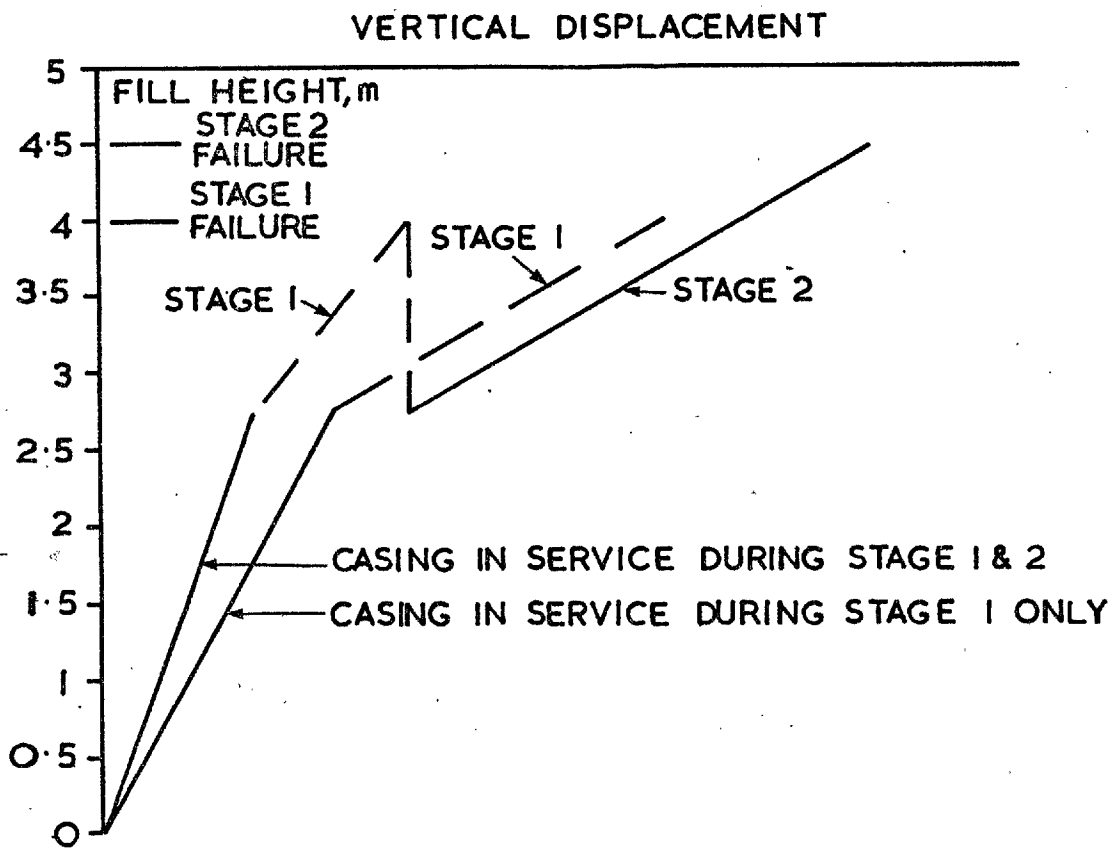 VERTICAL DISPLACEMENT
5
FILL HEIGHT, m
STAGE 2
4.5
FAILURE
STAGE 1
4
FAILURE
STAGE 1
3.5
STAGE 1
STAGE 2
3
2.5
2
CASING IN SERVICE DURING STAGE 1 & 2
1.5
CASING IN SERVICE DURING STAGE 1 ONLY
1
0.5
0